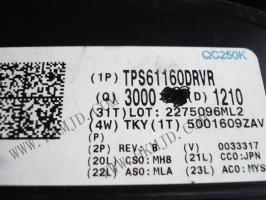 QC250K
(1P) TPS61160DRVR
(Q) 3000 (D) 1210
(31T) LOT: 2275096ML2
(4W) TKY (1T) 5001609ZAV
(P)
(2P) REV: B (V) 0033317
(20L) CSO: MH8 (21L) CCO: JPN
(22L) ASO: MLA (23L) ACO: MYS